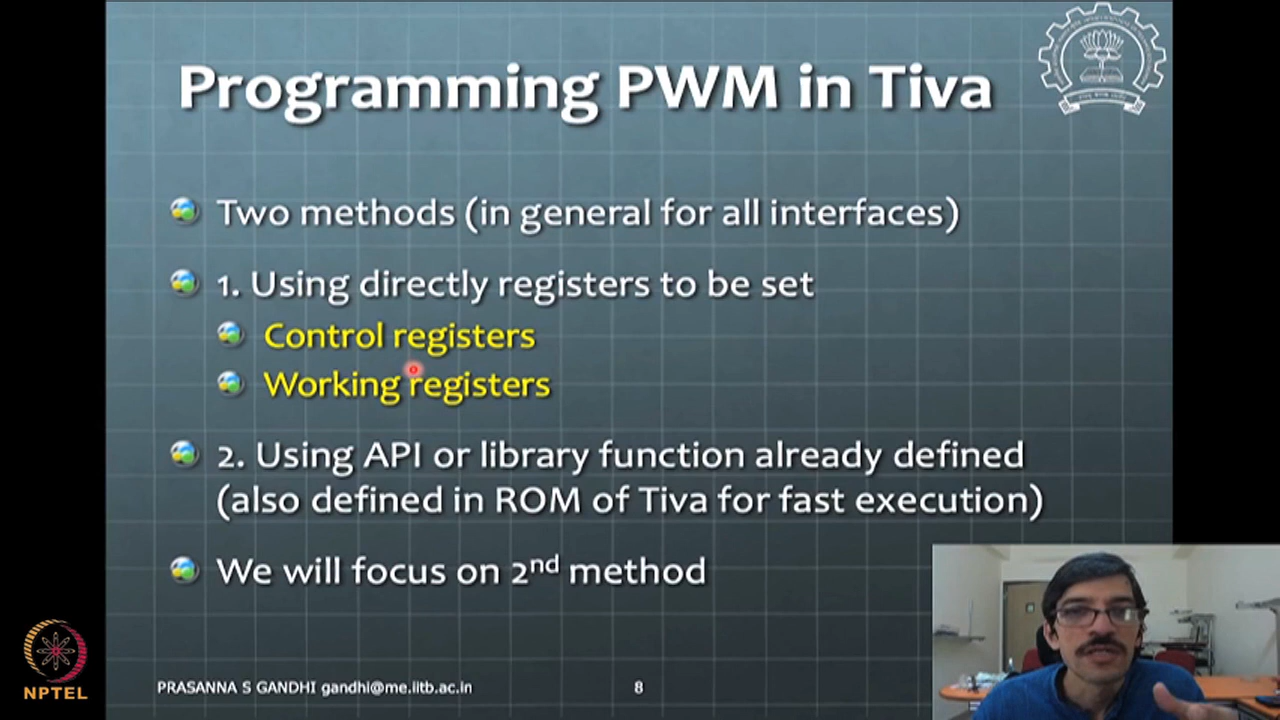 Programming PWM in Tiva
Two methods (in general for all interfaces)
1. Using directly registers to be set
Control registers
Working registers
2. Using API or library function already defined
(also defined in ROM of Tiva for fast execution)
We will focus on 2nd method
NPTEL
PRASANNA S GANDHI gandhi@me.iitb.ac.in
8